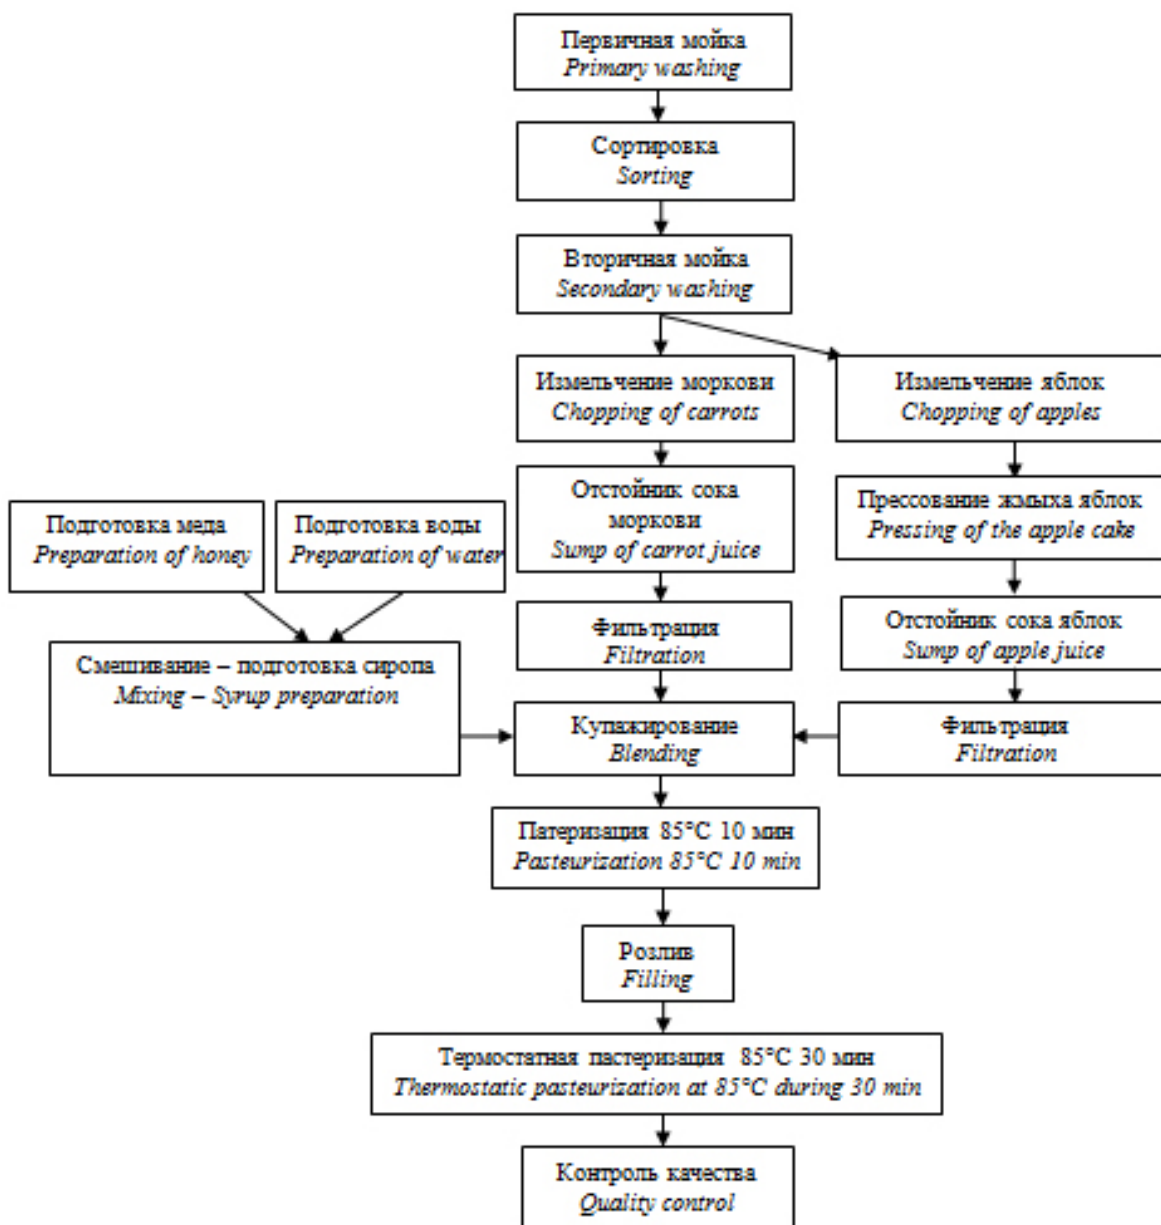 Первичная мойка
Primary washing
Сортировка
Sorting
Вторичная мойка
Secondary washing
Измельчение моркови
Chopping of carrots
Измельчение яблок
Chopping of apples
Отстойник сока
моркови
Sump of carrot juice
Прессование жмыха яблок
Pressing of the apple cake
Подготовка меда
Preparation of honey
Подготовка воды
Preparation of water
Фильтрация
Filtration
Отстойник сока яблок
Sump of apple juice
Смешивание – подготовка сиропа
Mixing – Syrup preparation
Купажирование
Blending
Фильтрация
Filtration
Патеризация 85°C 10 мин
Pasteurization 85°C 10 min
Розлив
Filling
Термостатная пастеризация 85°C 30 мин
Thermostatic pasteurization at 85°C during 30 min
Контроль качества
Quality control